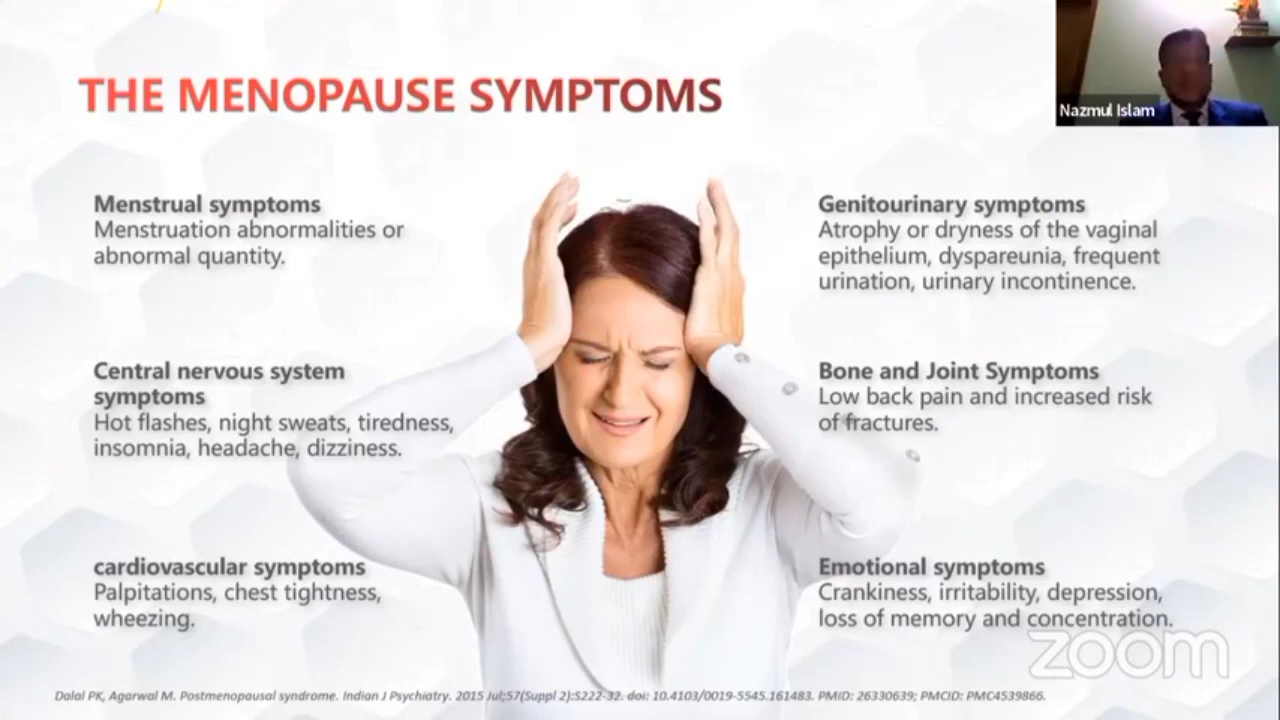 THE MENOPAUSE SYMPTOMS
Nazmul Islam
Menstrual symptoms
Menstruation abnormalities or
abnormal quantity.
Central nervous system
symptoms
Hot flashes, night sweats, tiredness,
insomnia, headache, dizziness.
cardiovascular symptoms
Palpitations, chest tightness,
wheezing.
Genitourinary symptoms
Atrophy or dryness of the vaginal
epithelium, dyspareunia, frequent
urination, urinary incontinence.
Bone and Joint Symptoms
Low back pain and increased risk
of fractures.
Emotional symptoms
Crankiness, irritability, depression,
loss of memory and concentration.
zoom
Dalal PK, Agarwal M. Postmenopausal syndrome. Indian J Psychiatry. 2015 Jul;57(Suppl 2):S222-32. doi: 10.4103/0019-5545.161483. PMID: 26330639; PMCID: PMC4539866.